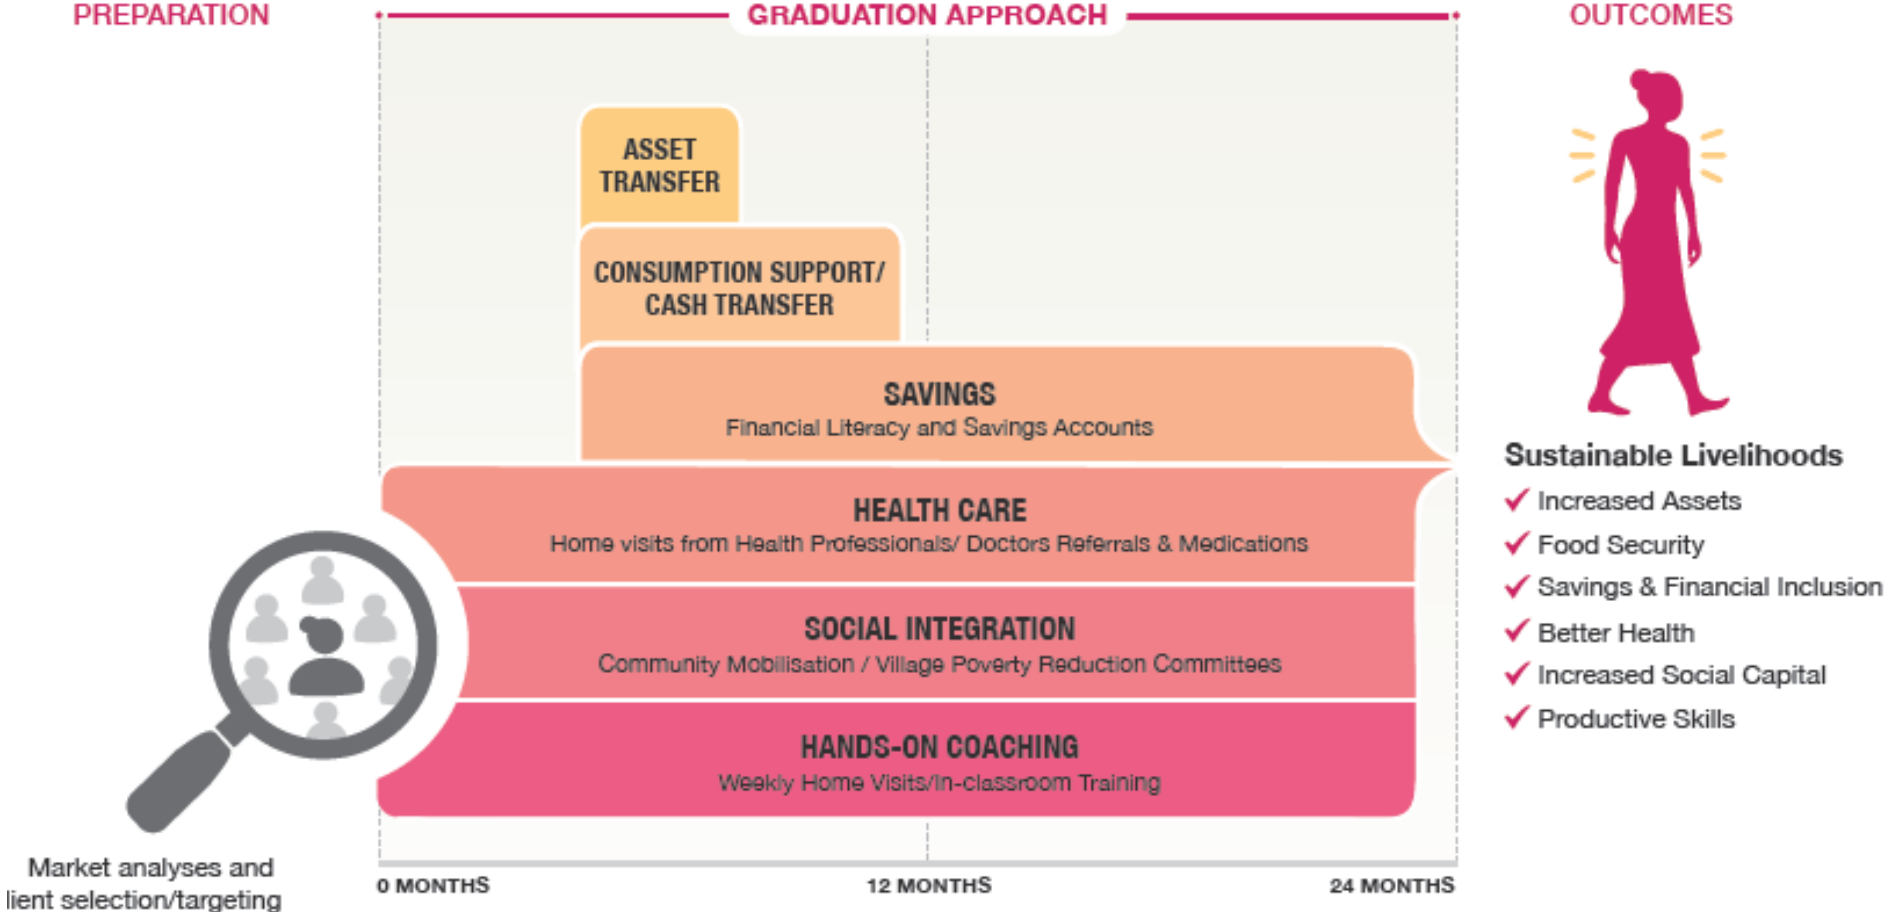 PREPARATION
GRADUATION APPROACH
OUTCOMES
ASSET
TRANSFER
CONSUMPTION SUPPORT/
CASH TRANSFER
SAVINGS
Financial Literacy and Savings Accounts
HEALTH CARE
Home visits from Health Professionals/ Doctors Referrals & Medications
SOCIAL INTEGRATION
Community Mobilisation / Village Poverty Reduction Committees
HANDS-ON COACHING
Weekly Home Visits/In-classroom Training
Market analyses and
lient selection/targeting
0 MONTHS
12 MONTHS
24 MONTHS
Sustainable Livelihoods
Increased Assets
Food Security
Savings & Financial Inclusion
Better Health
Increased Social Capital
Productive Skills